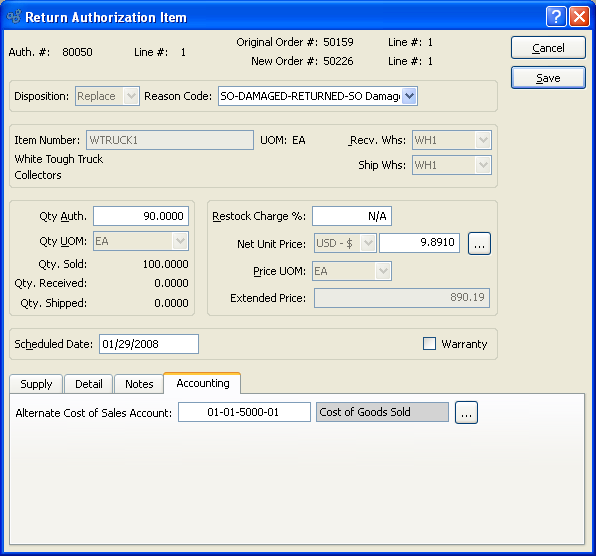 Return Authorization Item
Auth. #: 80050 Line #: 1
Original Order #: 50159 Line #: 1
New Order #: 50226 Line #: 1
Cancel
Save
Disposition: Replace Reason Code: SO-DAMAGED-RETURNED-SO Damag
Item Number: WTRUCK1 UOM: EA Recv. Whs: WH1
White Tough Truck
Collectors
Ship Whs: WH1
Qty Auth. 90.0000
Qty UOM: EA
Qty. Sold: 100.0000
Qty. Received: 0.0000
Qty. Shipped: 0.0000
Restock Charge %: N/A
Net Unit Price: USD - $ 9.8910 ...
Price UOM: EA
Extended Price: 890.19
Scheduled Date: 01/29/2008 Warranty
Supply Detail Notes Accounting
Alternate Cost of Sales Account: 01-01-5000-01 Cost of Goods Sold ...